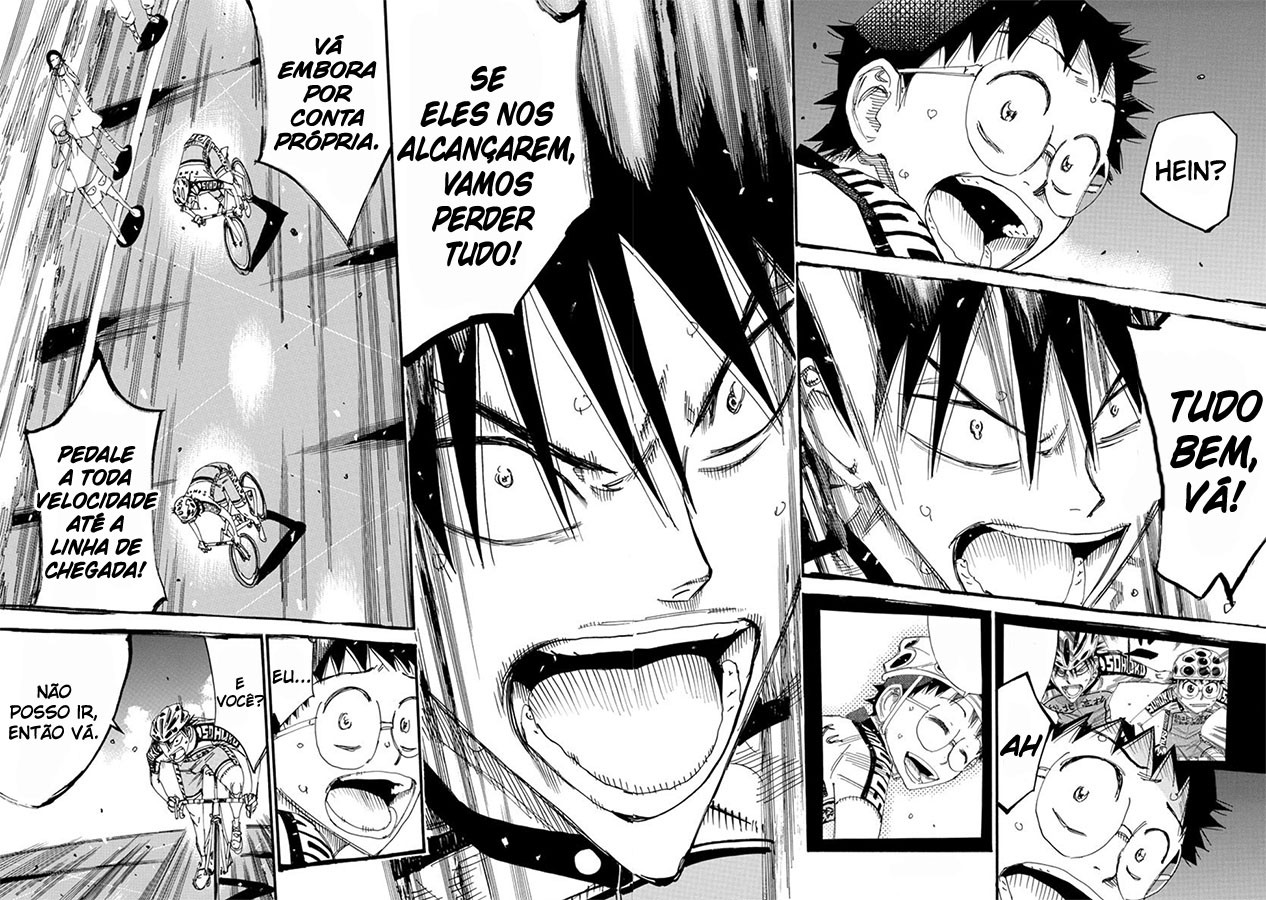 HEIN?
TUDO
BEM,
VÁ!
AH
SE
ELES NOS
ALCANÇAREM,
VAMOS
PERDER
TUDO!
VÁ
EMBORA
POR
CONTA
PRÓPRIA.
PEDALE
A TODA
VELOCIDADE
ATÉ A
LINHA DE
CHEGADA!
EU...
E
VOCÊ?
NÃO
POSSO IR,
ENTÃO VÁ.
SOHOKU